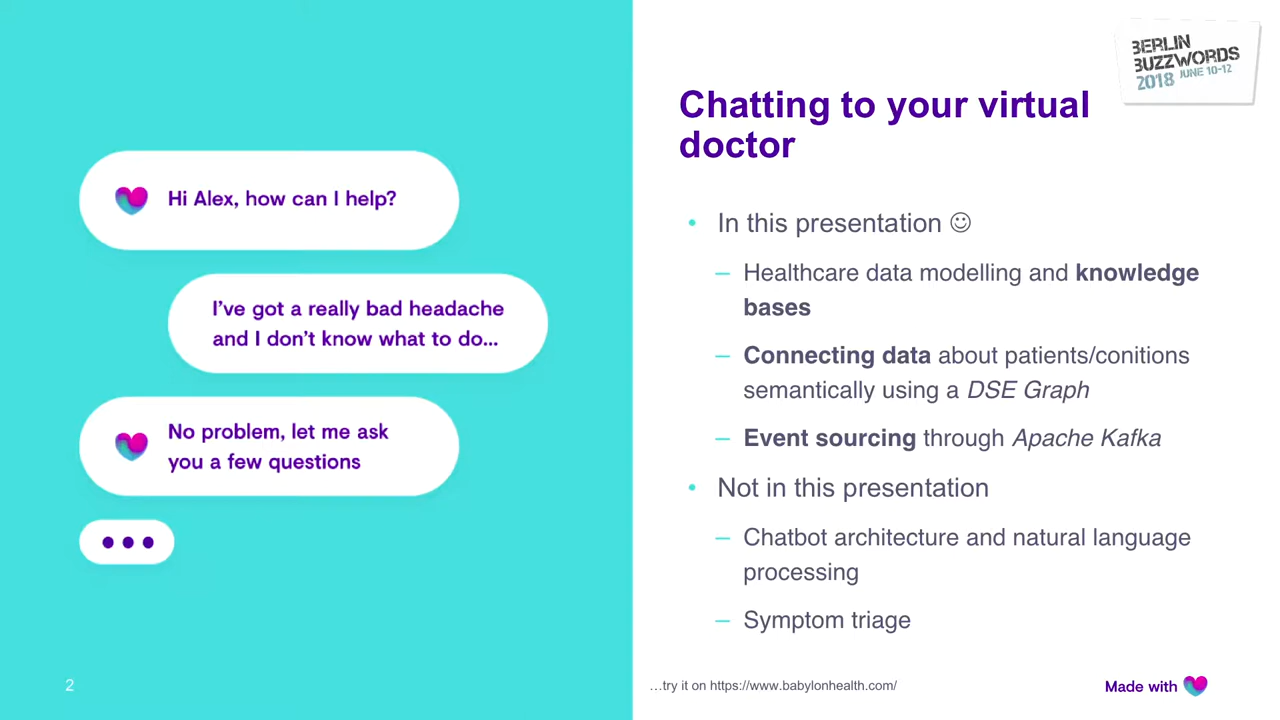 Hi Alex, how can I help?
I've got a really bad headache
and I don't know what to do...
No problem, let me ask
you a few questions
2
BERLIN
BUZZWORDS
2018 JUNE 10-12
Chatting to your virtual
doctor
• In this presentation ☺
– Healthcare data modelling and knowledge
bases
– Connecting data about patients/conitions
semantically using a DSE Graph
– Event sourcing through Apache Kafka
• Not in this presentation
– Chatbot architecture and natural language
processing
– Symptom triage
…try it on https://www.babylonhealth.com/
Made with